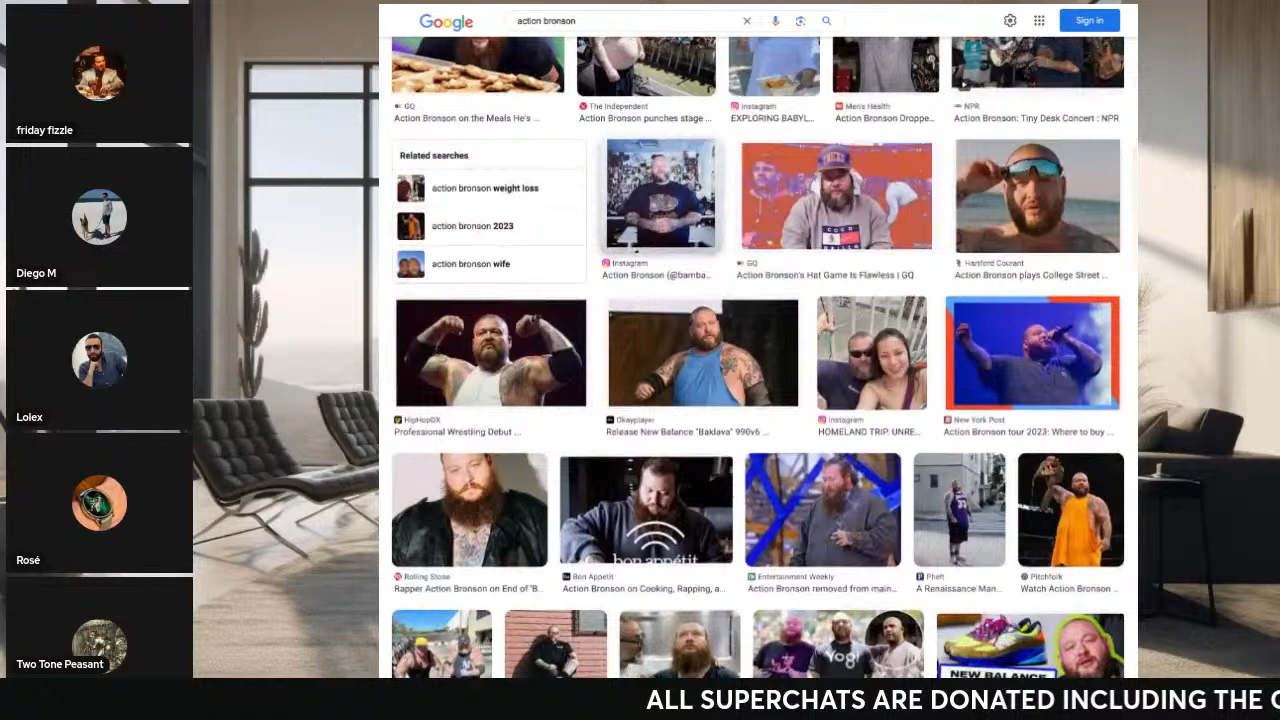 friday fizzle
Diego M
Lolex
Rosé
Two Tone Peasant
Google
action bronson
Sign in
GQ
Action Bronson on the Meals He's ...
The Independent
Action Bronson punches stage ...
Instagram
EXPLORING BABYL...
Men's Health
Action Bronson Droppe...
NPR
Action Bronson: Tiny Desk Concert : NPR
Related searches
action bronson weight loss
action bronson 2023
action bronson wife
Instagram
Action Bronson (@bamba...
GQ
Action Bronson's Hat Game Is Flawless | GQ
Hartford Courant
Action Bronson plays College Street ...
HipHopDX
Professional Wrestling Debut ...
Okayplayer
Release New Balance "Baklava" 990v6 ...
Instagram
HOMELAND TRIP. UNRE...
New York Post
Action Bronson tour 2023: Where to buy ...
Rolling Stone
Rapper Action Bronson on End of 'B...
bon appétit
Bon Appetit
Action Bronson on Cooking, Rapping, a...
Entertainment Weekly
Action Bronson removed from main...
A Renaissance Man...
Pitchfork
Watch Action Bronson ...
Yogi
NEW BALANCE
ALL SUPERCHATS ARE DONATED INCLUDING THE